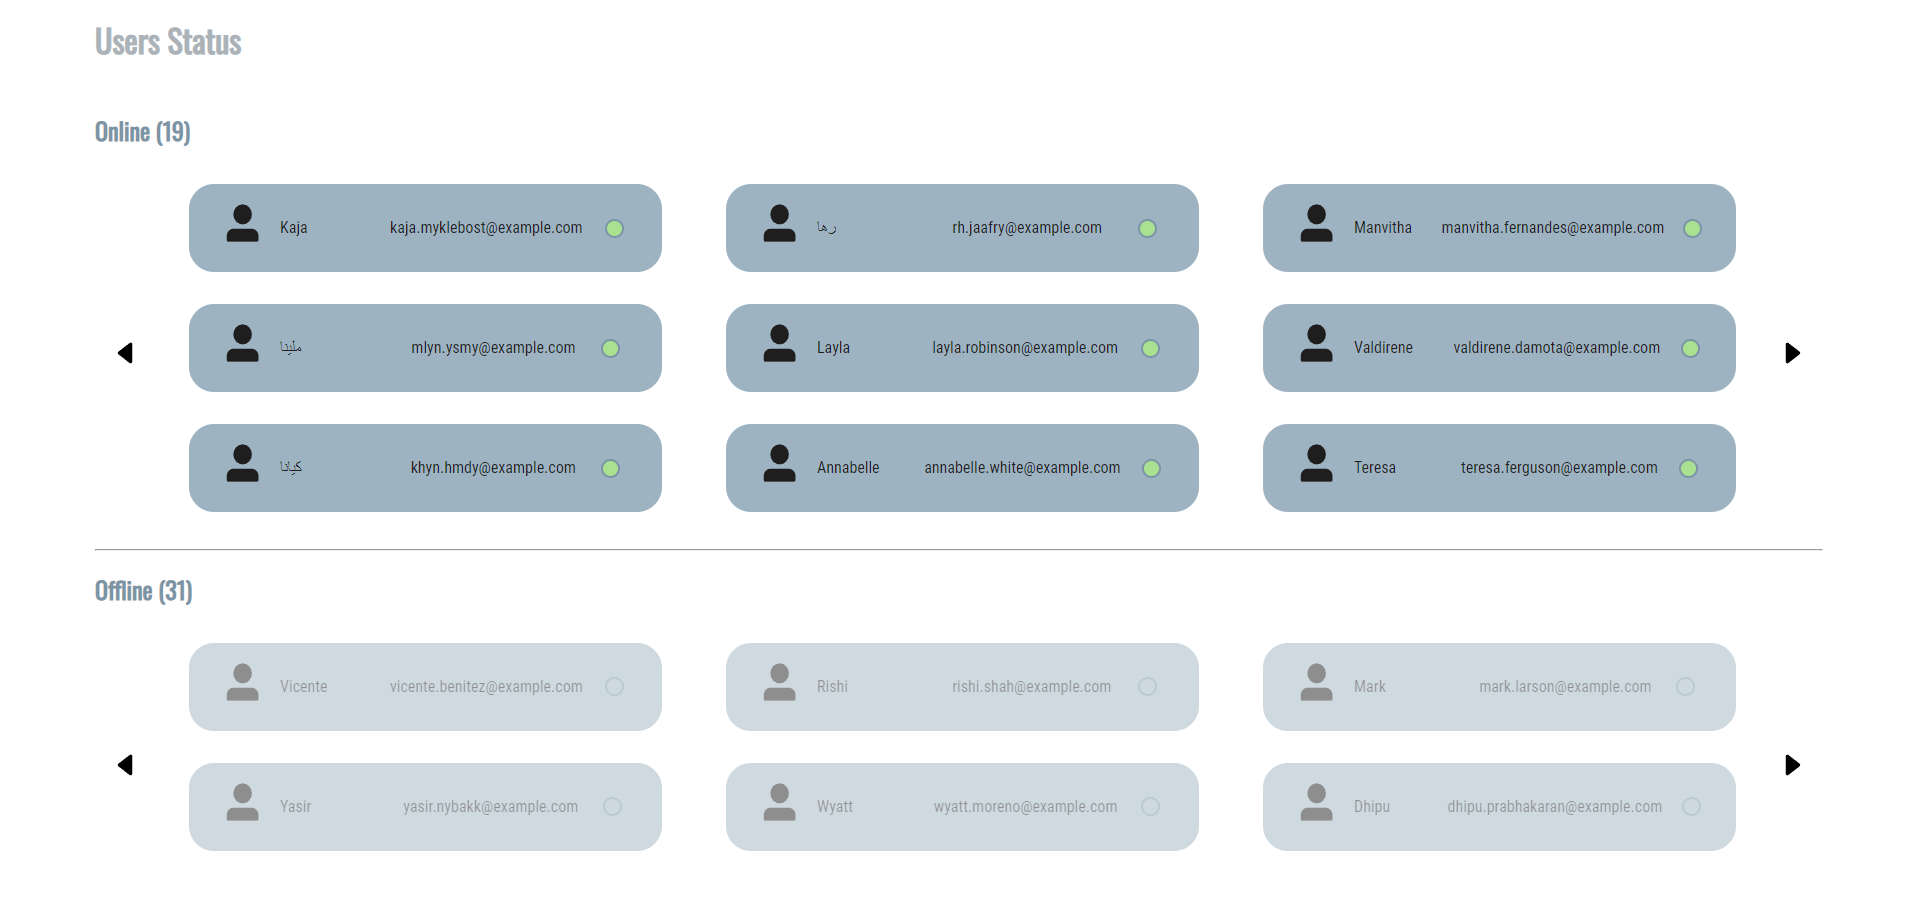 Users Status
Online (19)
Kaja kaja.myklebost@example.com
رها rh.jaafry@example.com
Manvitha manvitha.fernandes@example.com
ملینا mlyn.ysmy@example.com
Layla layla.robinson@example.com
Valdirene valdirene.damota@example.com
کیانا khyn.hmdy@example.com
Annabelle annabelle.white@example.com
Teresa teresa.ferguson@example.com
Offline (31)
Vicente vicente.benitez@example.com
Rishi rishi.shah@example.com
Mark mark.larson@example.com
Yasir yasir.nybakk@example.com
Wyatt wyatt.moreno@example.com
Dhipu dhipu.prabhakaran@example.com